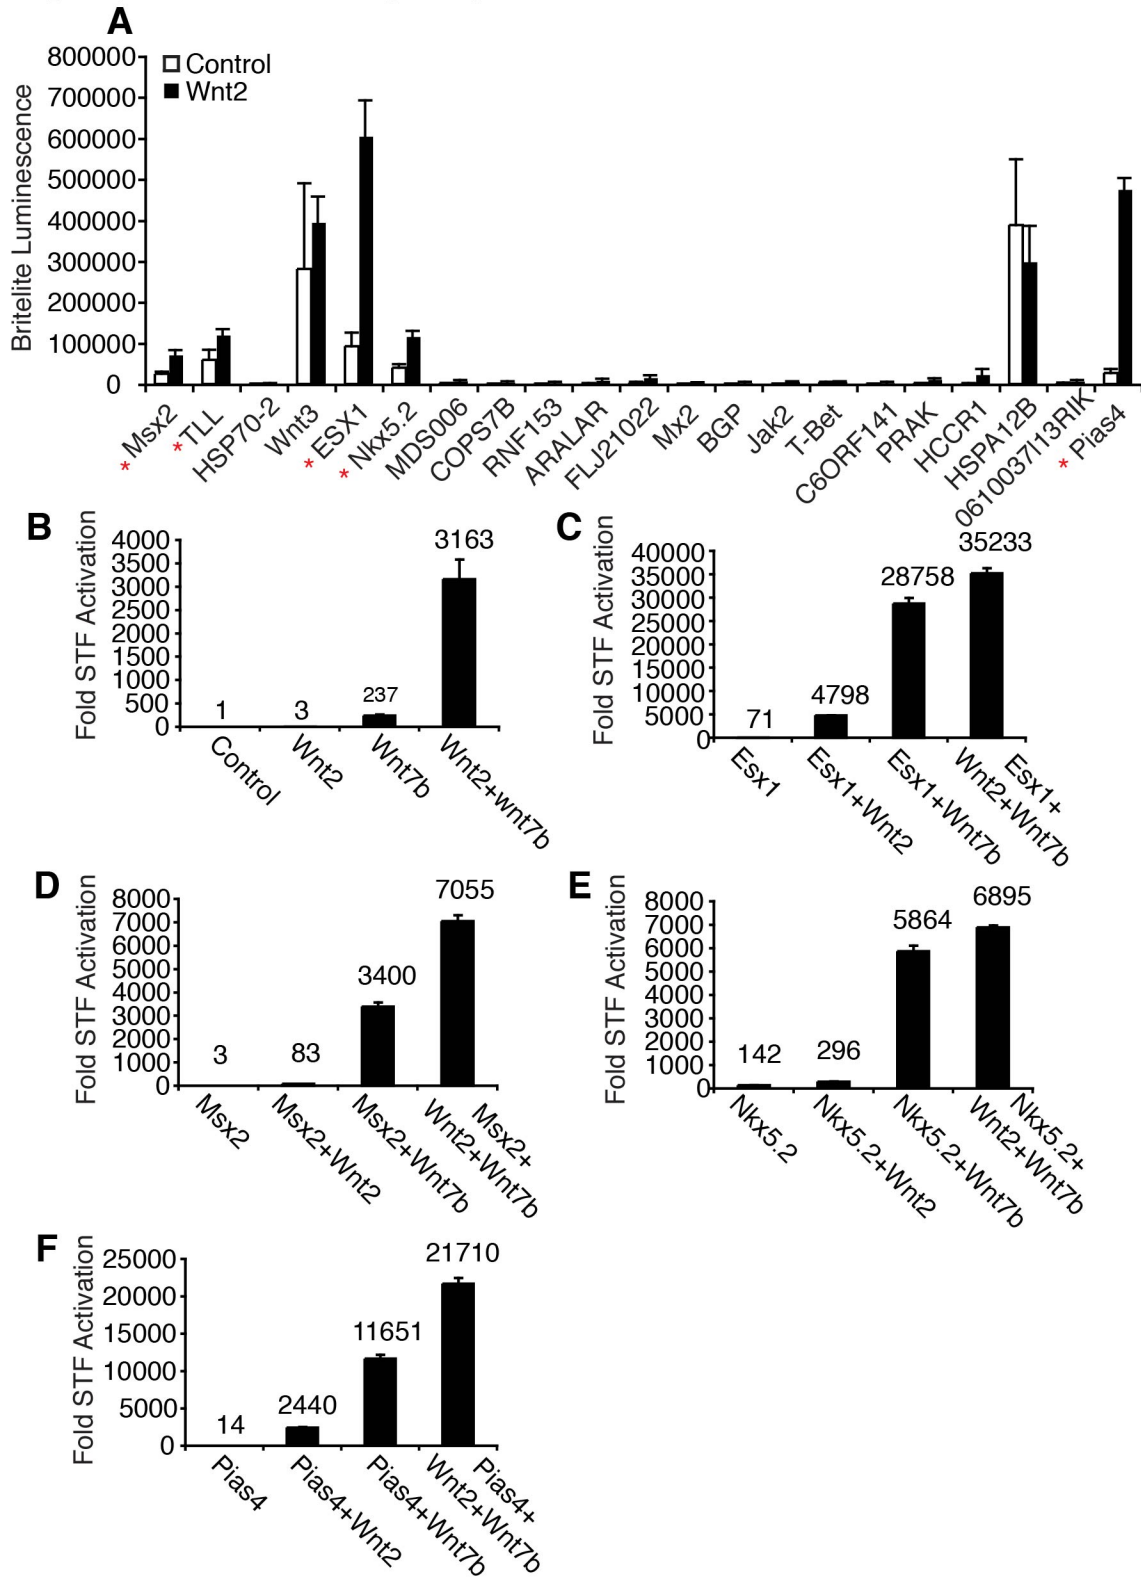 A
Britelite Luminescence
800000
700000
600000
500000
400000
300000
200000
100000
0
Control
Wnt2
* Msx2
* TLL
HSP70-2
Wnt3
* ESX1
* Nkx5.2
MDS006
COPS7B
RNF153
ARALAR
FLJ21022
Mx2
BGP
Jak2
T-Bet
C6ORF141
PRAK
HCCR1
HSPA12B
0610037I13RIK
* Pias4
B
Fold STF Activation
4000
3500
3000
2500
2000
1500
1000
500
0
1
3
237
3163
Control
Wnt2
Wnt7b
Wnt2+wnt7b
C
Fold STF Activation
40000
35000
30000
25000
20000
15000
10000
5000
0
71
4798
28758
35233
Esx1
Esx1+Wnt2
Esx1+Wnt7b
Esx1+
Wnt2+Wnt7b
D
Fold STF Activation
8000
7000
6000
5000
4000
3000
2000
1000
0
3
83
3400
7055
Msx2
Msx2+Wnt2
Msx2+Wnt7b
Msx2+
Wnt2+Wnt7b
E
Fold STF Activation
8000
7000
6000
5000
4000
3000
2000
1000
0
142
296
5864
6895
Nkx5.2
Nkx5.2+Wnt2
Nkx5.2+Wnt7b
Nkx5.2+
Wnt2+Wnt7b
F
Fold STF Activation
25000
20000
15000
10000
5000
0
14
2440
11651
21710
Pias4
Pias4+Wnt2
Pias4+Wnt7b
Pias4+
Wnt2+Wnt7b